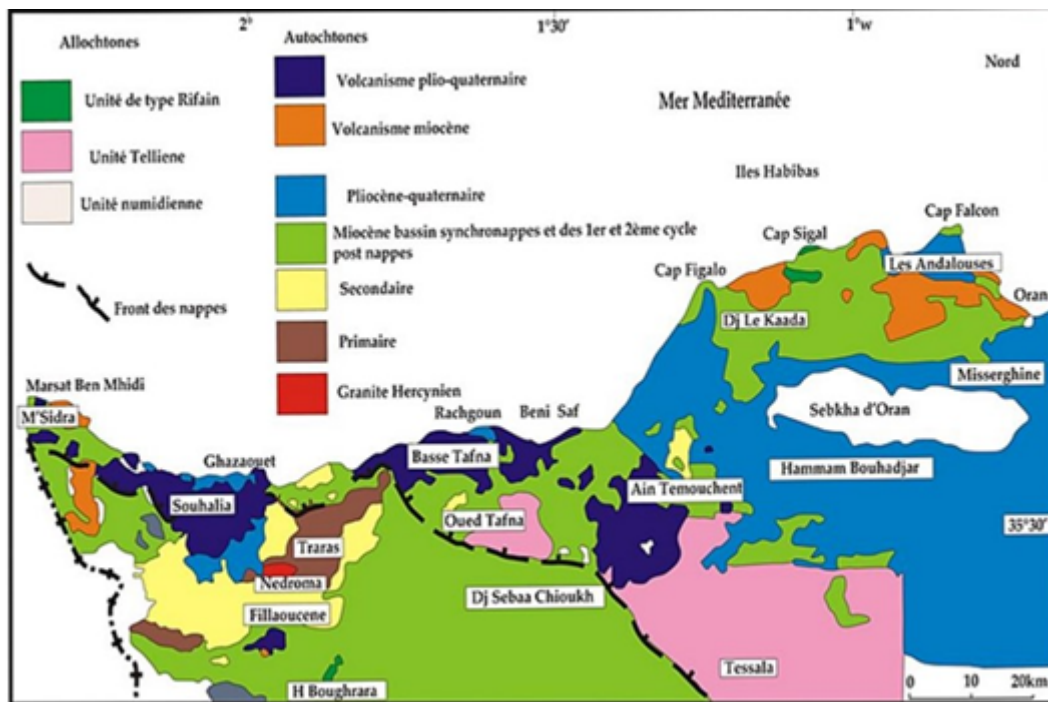 2°
1°30'
1°w
Nord
Allochtones
Autochtones
Unité de type Rifain
Unité Telliene
Unité numidienne
Front des nappes
Volcanisme plio-quaternaire
Volcanisme miocène
Pliocène-quaternaire
Miocène bassin synchronappes et des 1er et 2ème cycle
post nappes
Secondaire
Primaire
Granite Hercynien
Mer Mediterranée
Iles Habibas
Cap Falcon
Cap Sigal
Les Andalouses
Cap Figalo
Oran
Dj Le Kaada
Misserghine
Sebkha d'Oran
Hammam Bouhadjar
Marsat Ben Mhidi
M'Sidra
Rachgoun
Beni Saf
Basse Tafna
Ghazaouet
Souhalia
Ain Temouchent
Oued Tafna
35°30'
Traras
Nedroma
Dj Sebaa Chioukh
Fillaoucene
Tessala
H Boughrara
0 10 20km